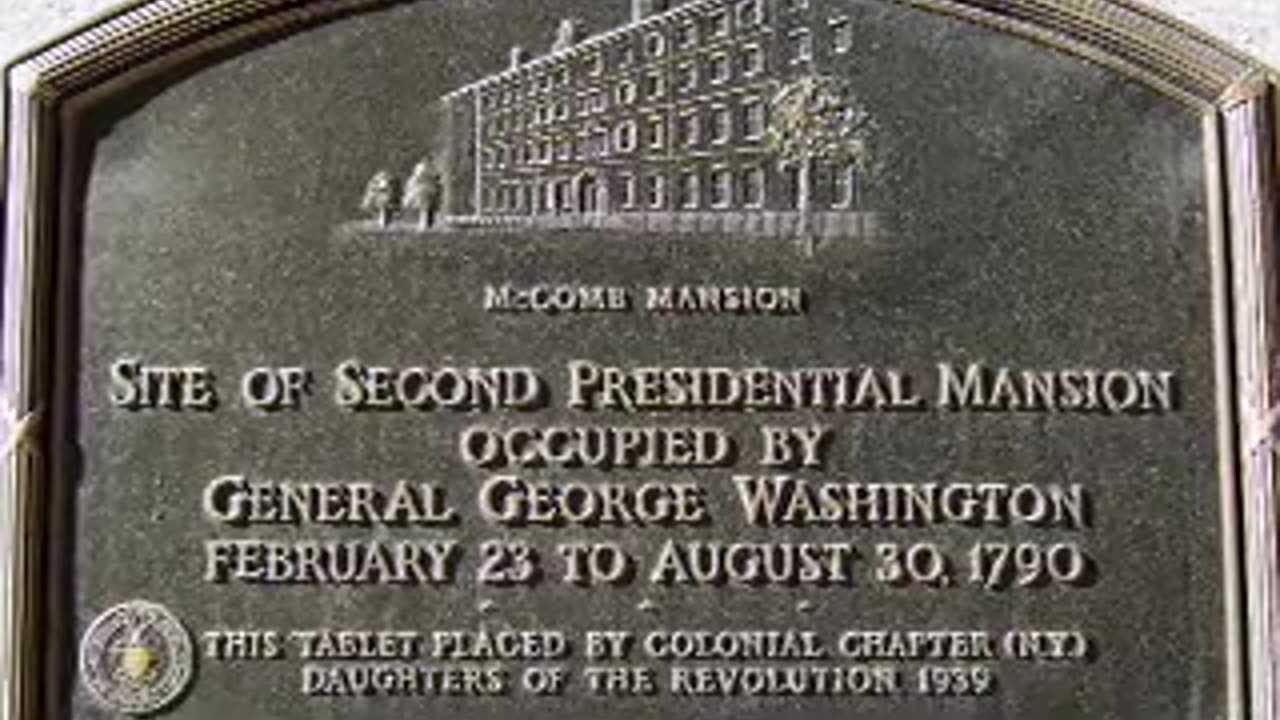 McCOMB MANSION
SITE OF SECOND PRESIDENTIAL MANSION
OCCUPIED BY
GENERAL GEORGE WASHINGTON
FEBRUARY 23 TO AUGUST 30, 1790
THIS TABLET PLACED BY COLONIAL CHAPTER (N.Y.)
DAUGHTERS OF THE REVOLUTION 1939